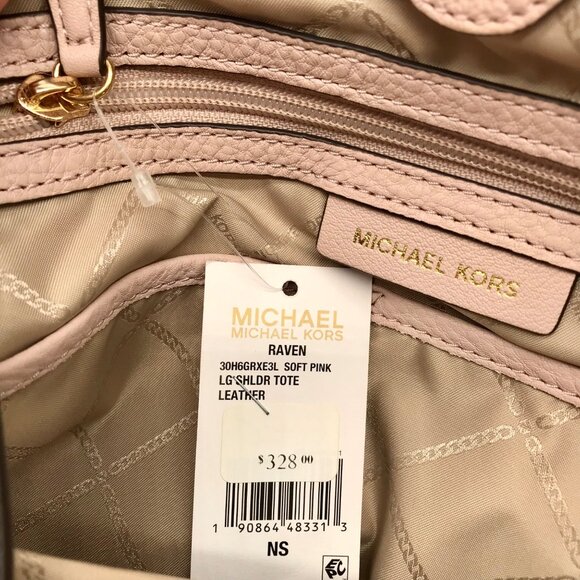 MICHAEL KORS
MICHAEL
MICHAEL KORS
RAVEN
30H6GRXE3L SOFT PINK
LG SHLDR TOTE
LEATHER
$328.00
1 90864 48331 3
NS